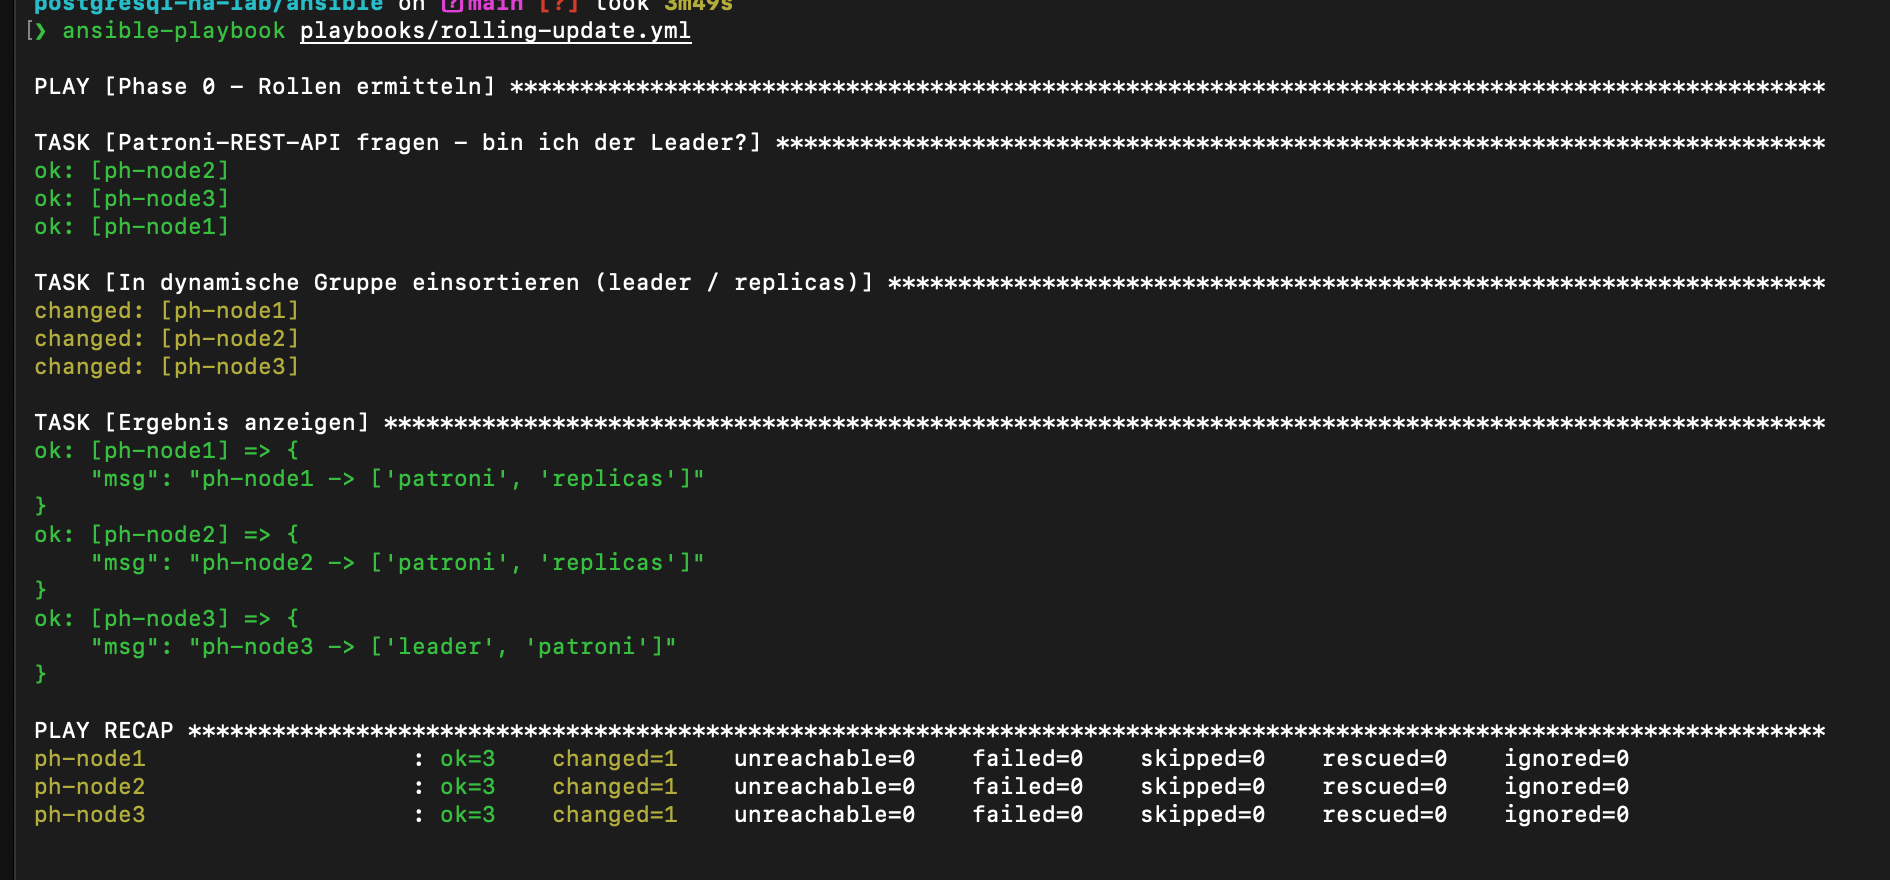 postgresql-ha-lab/ansible on main [?] took 3m49s
[❯ ansible-playbook playbooks/rolling-update.yml
PLAY [Phase 0 – Rollen ermitteln] **********************************************************************************************
TASK [Patroni-REST-API fragen – bin ich der Leader?] ***************************************************************************
ok: [ph-node2]
ok: [ph-node3]
ok: [ph-node1]
TASK [In dynamische Gruppe einsortieren (leader / replicas)] *******************************************************************
changed: [ph-node1]
changed: [ph-node2]
changed: [ph-node3]
TASK [Ergebnis anzeigen] *******************************************************************************************************
ok: [ph-node1] => {
    "msg": "ph-node1 -> ['patroni', 'replicas']"
}
ok: [ph-node2] => {
    "msg": "ph-node2 -> ['patroni', 'replicas']"
}
ok: [ph-node3] => {
    "msg": "ph-node3 -> ['leader', 'patroni']"
}
PLAY RECAP *********************************************************************************************************************
ph-node1                   : ok=3    changed=1    unreachable=0    failed=0    skipped=0    rescued=0    ignored=0
ph-node2                   : ok=3    changed=1    unreachable=0    failed=0    skipped=0    rescued=0    ignored=0
ph-node3                   : ok=3    changed=1    unreachable=0    failed=0    skipped=0    rescued=0    ignored=0